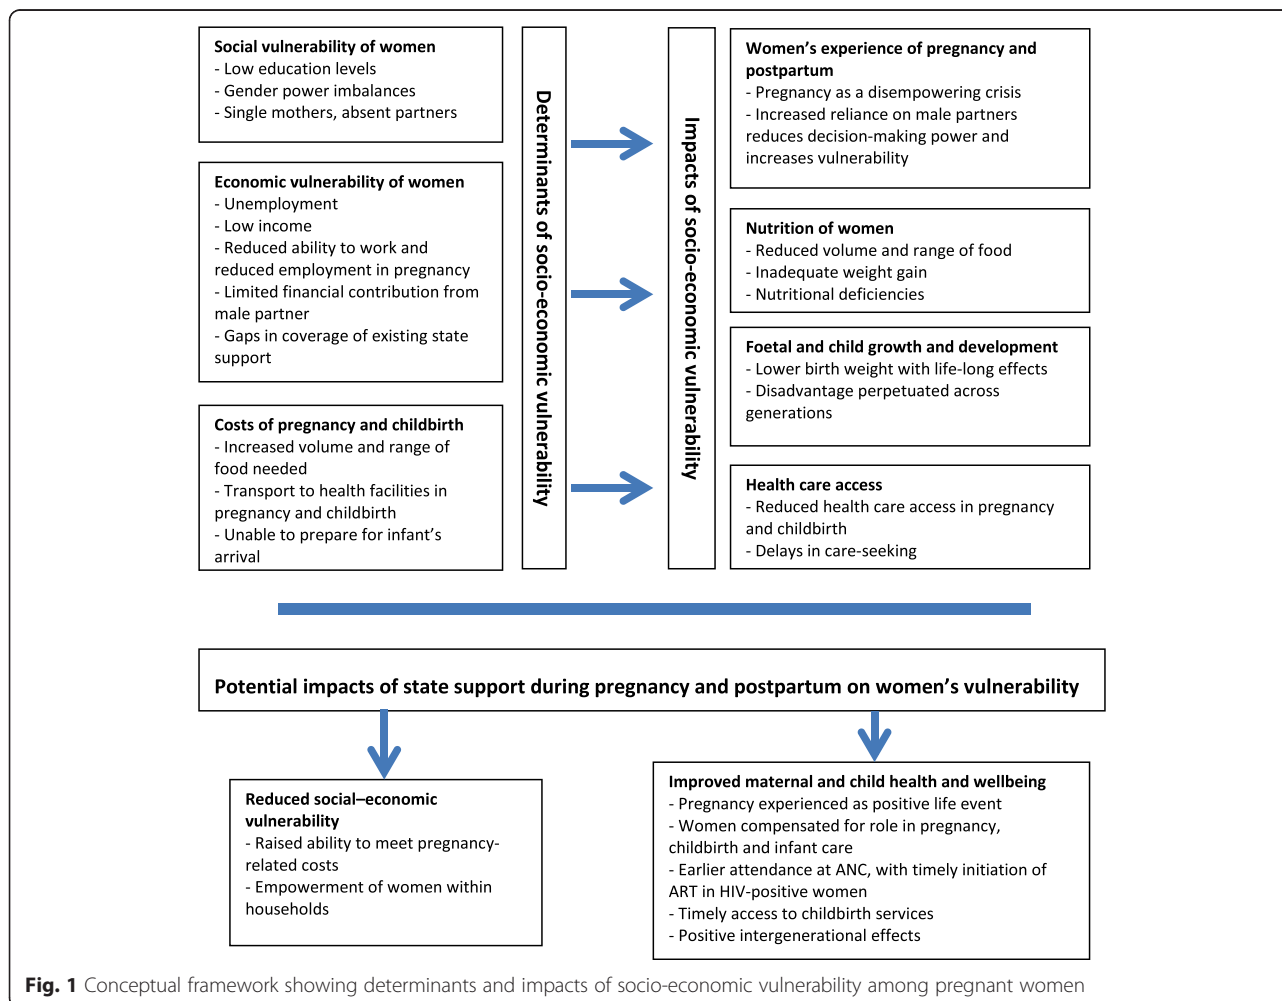 Social vulnerability of women
- Low education levels
- Gender power imbalances
- Single mothers, absent partners
Economic vulnerability of women
- Unemployment
- Low income
- Reduced ability to work and
reduced employment in pregnancy
- Limited financial contribution from
male partner
- Gaps in coverage of existing state
support
Costs of pregnancy and childbirth
- Increased volume and range of
food needed
- Transport to health facilities in
pregnancy and childbirth
- Unable to prepare for infant’s
arrival
Determinants of socio-economic vulnerability
Impacts of socio-economic vulnerability
Women’s experience of pregnancy and
postpartum
- Pregnancy as a disempowering crisis
- Increased reliance on male partners
reduces decision-making power and
increases vulnerability
Nutrition of women
- Reduced volume and range of food
- Inadequate weight gain
- Nutritional deficiencies
Foetal and child growth and development
- Lower birth weight with life-long effects
- Disadvantage perpetuated across
generations
Health care access
- Reduced health care access in pregnancy
and childbirth
- Delays in care-seeking
Potential impacts of state support during pregnancy and postpartum on women’s vulnerability
Reduced social–economic
vulnerability
- Raised ability to meet pregnancy-
related costs
- Empowerment of women within
households
Improved maternal and child health and wellbeing
- Pregnancy experienced as positive life event
- Women compensated for role in pregnancy,
childbirth and infant care
- Earlier attendance at ANC, with timely initiation of
ART in HIV-positive women
- Timely access to childbirth services
- Positive intergenerational effects
Fig. 1 Conceptual framework showing determinants and impacts of socio-economic vulnerability among pregnant women